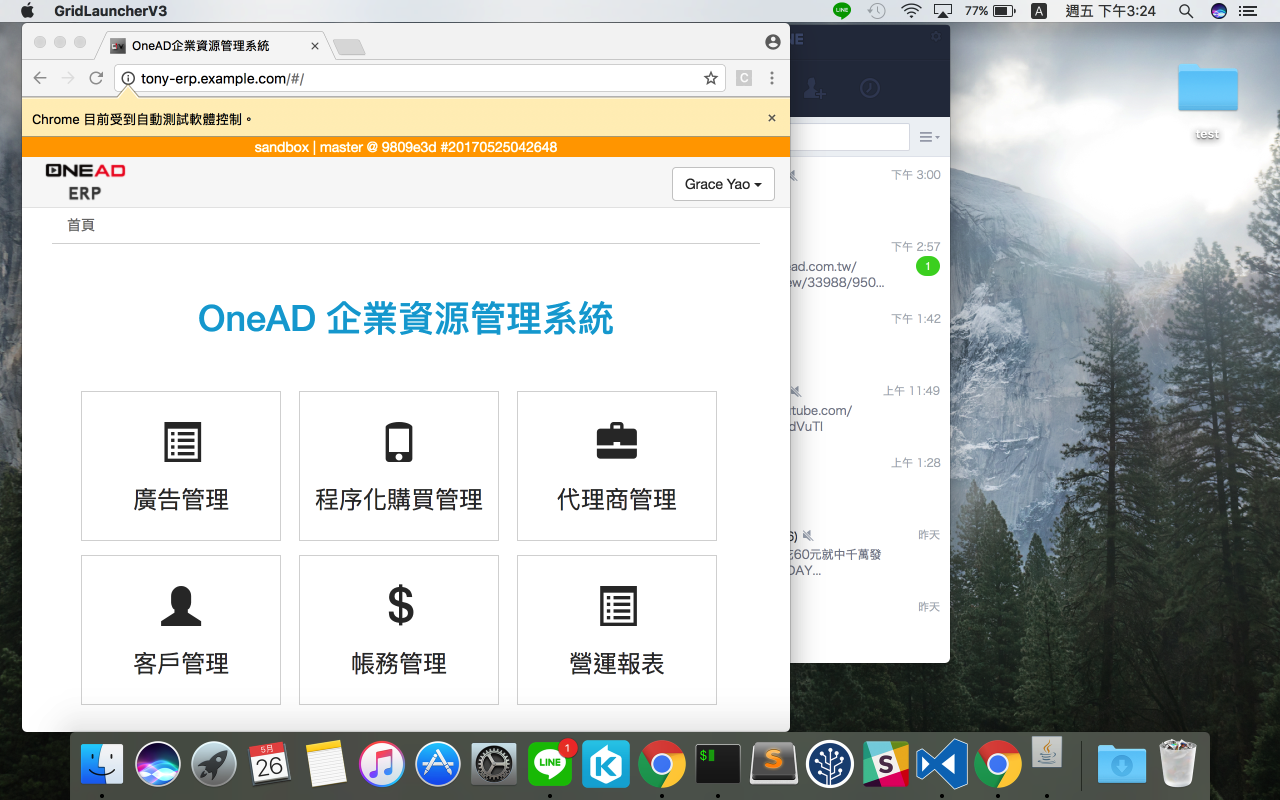 GridLauncherV3
LINE
77%
A
週五 下午3:24
OneAD企業資源管理系統
tony-erp.example.com/#/
C
Chrome 目前受到自動測試軟體控制。
sandbox | master @ 9809e3d #20170525042648
ONEAD
ERP
Grace Yao
首頁
OneAD 企業資源管理系統
廣告管理
程序化購買管理
代理商管理
客戶管理
帳務管理
營運報表
NE
下午 3:00
下午 2:57
ead.com.tw/
ew/33988/950...
1
下午 1:42
上午 11:49
utube.com/
dVuTI
上午 1:28
6)
昨天
花60元就中千萬發
DAY...
昨天
test
5月
26
LINE
1
K
$
S
S